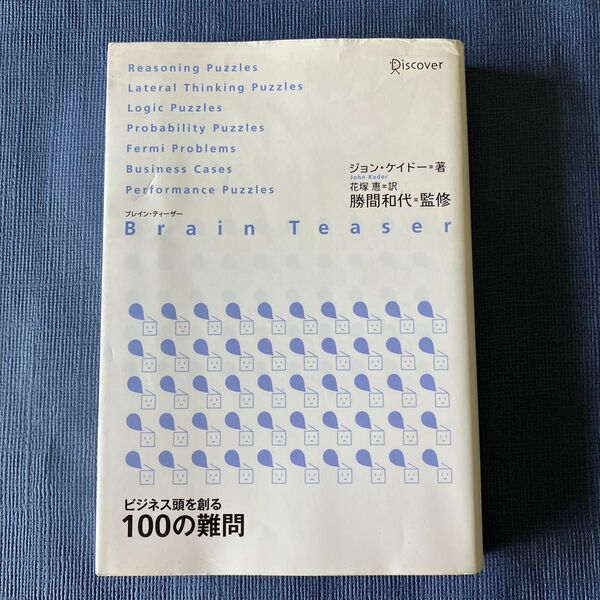 Discover
Reasoning Puzzles
Lateral Thinking Puzzles
Logic Puzzles
Probability Puzzles
Fermi Problems
Business Cases
Performance Puzzles
ジョン・ケイドー=著
John Kador
花塚 恵=訳
勝間和代=監修
ブレイン・ティーザー
Brain Teaser
ビジネス頭を創る
100の難問